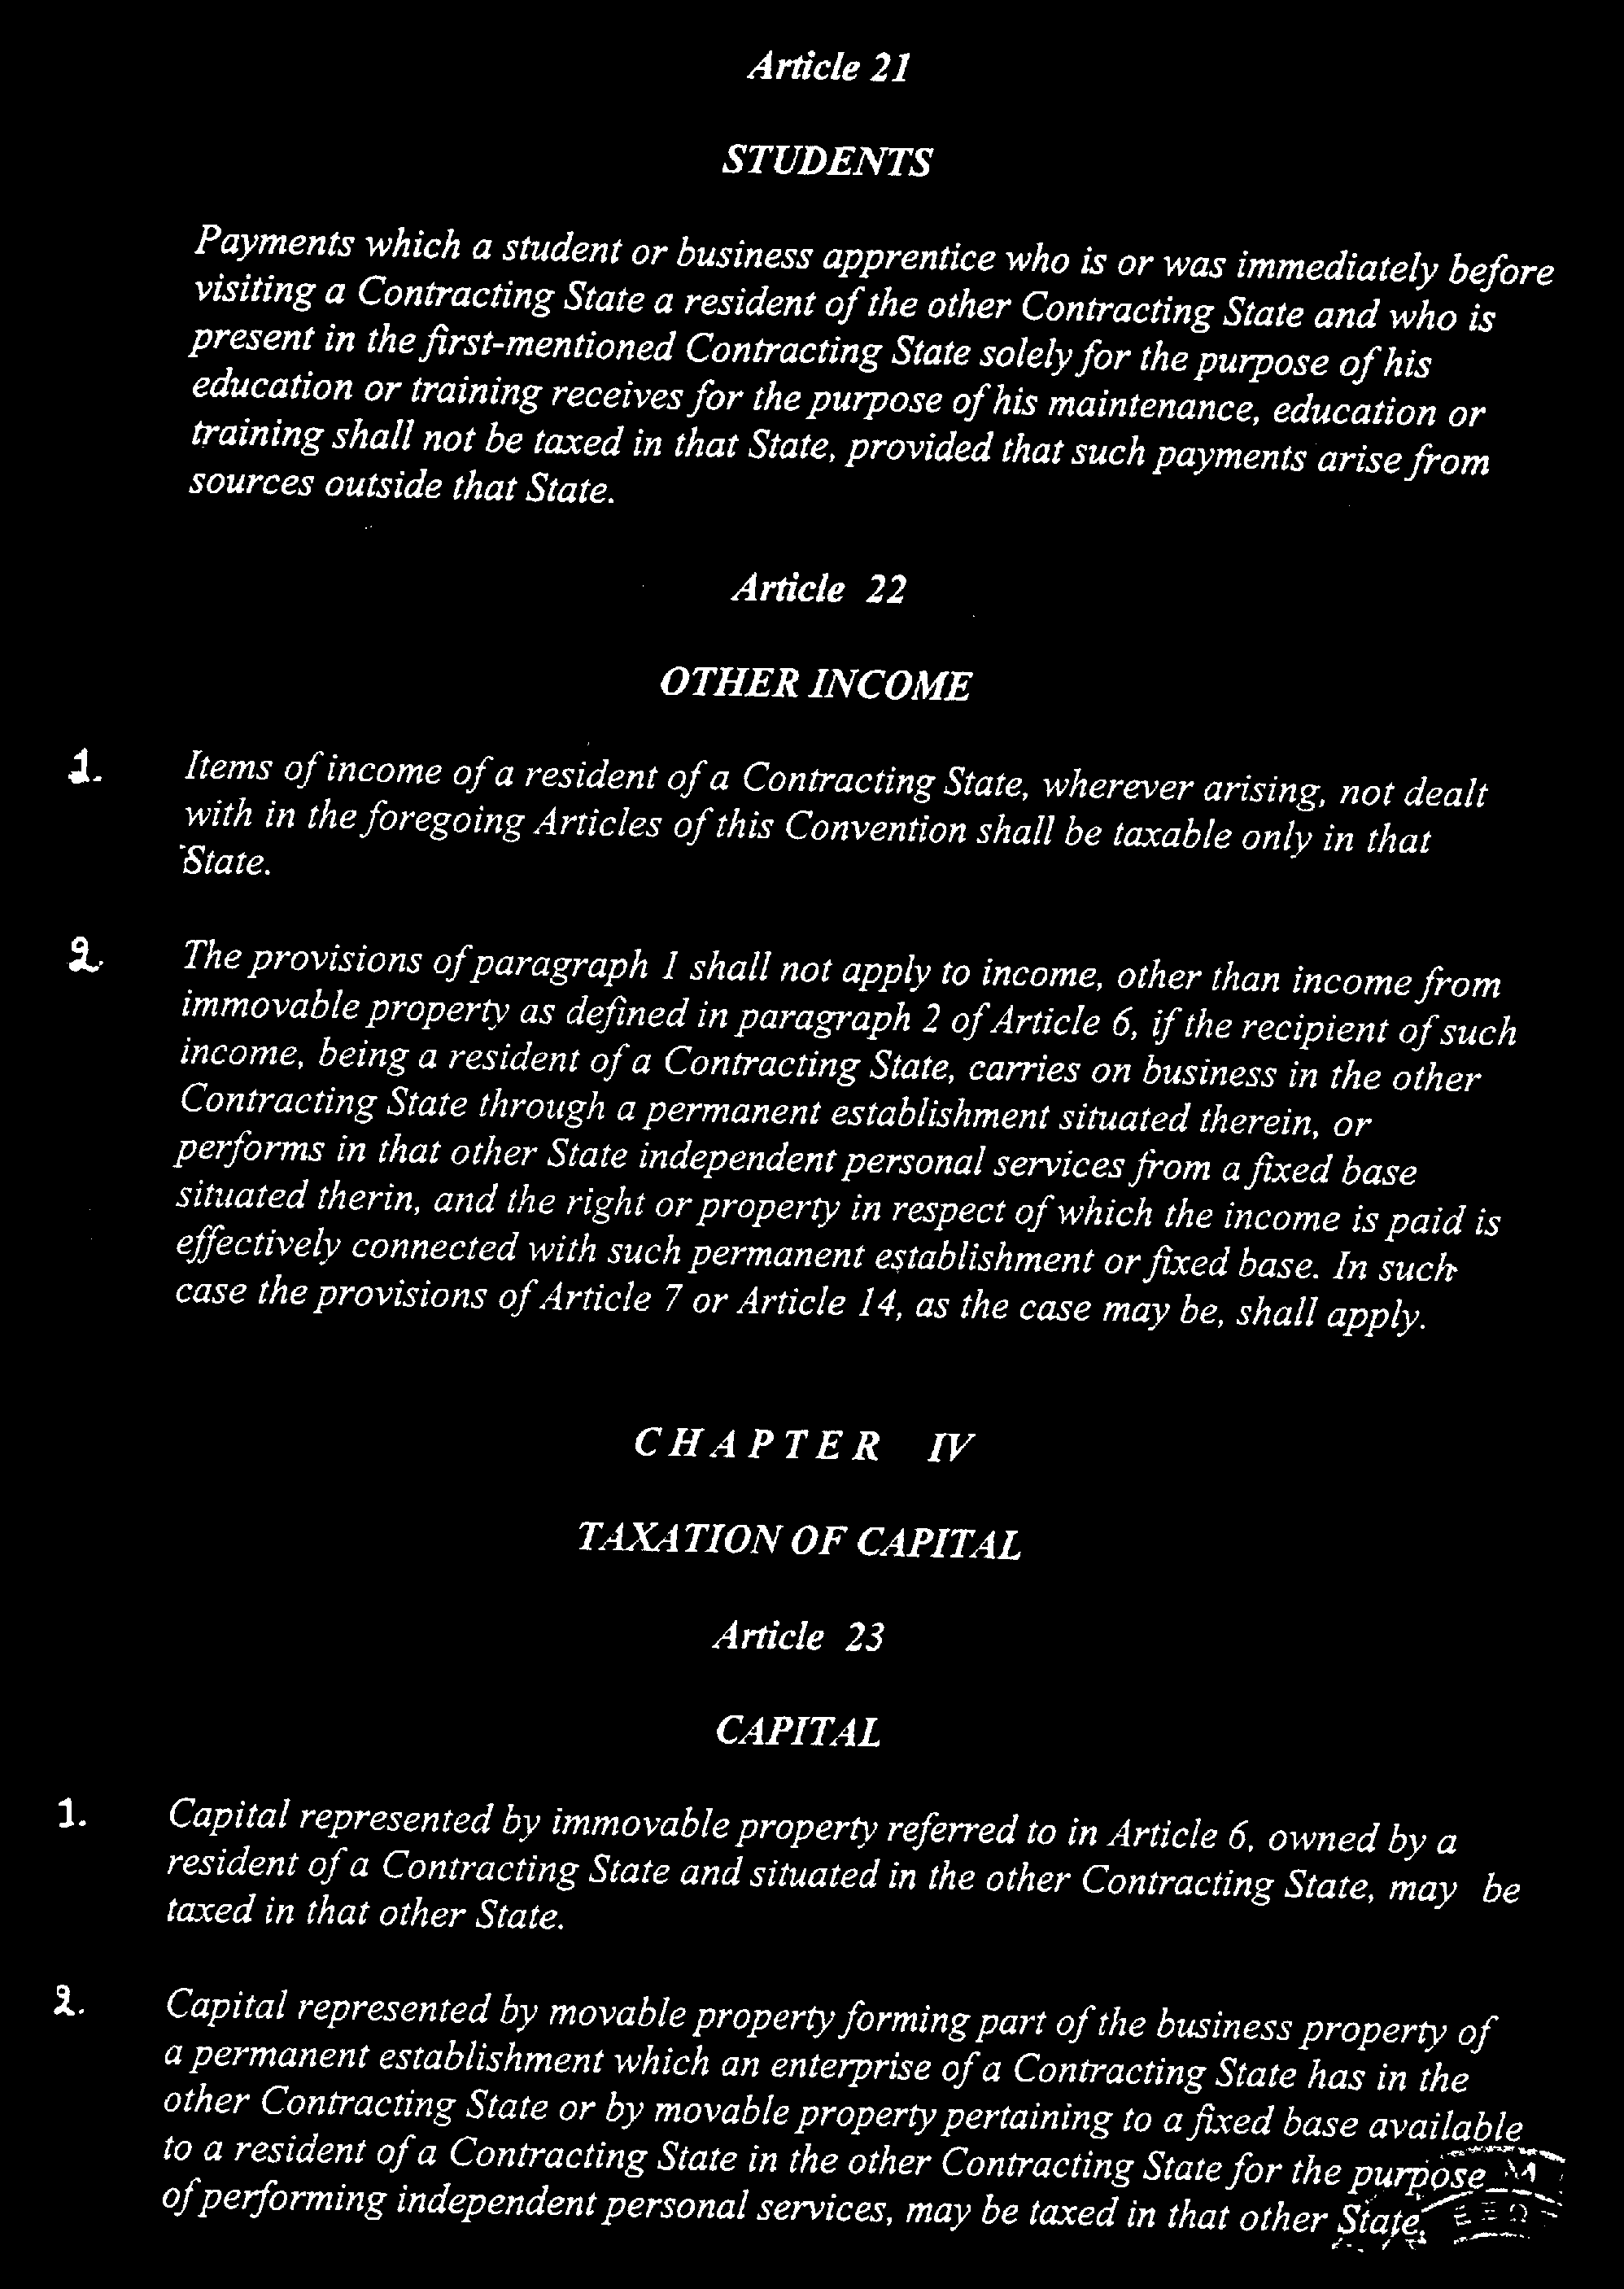 Article 21
STUDENTS
Payments which a student or business apprentice who is or was immediately before
visiting a Contracting State a resident of the other Contracting State and who is
present in the first-mentioned Contracting State solely for the purpose of his
education or training receives for the purpose of his maintenance, education or
training shall not be taxed in that State, provided that such payments arise from
sources outside that State.
Article 22
OTHER INCOME
1. Items of income of a resident of a Contracting State, wherever arising, not dealt
with in the foregoing Articles of this Convention shall be taxable only in that
State.
2. The provisions of paragraph 1 shall not apply to income, other than income from
immovable property as defined in paragraph 2 of Article 6, if the recipient of such
income, being a resident of a Contracting State, carries on business in the other
Contracting State through a permanent establishment situated therein, or
performs in that other State independent personal services from a fixed base
situated therin, and the right or property in respect of which the income is paid is
effectively connected with such permanent establishment or fixed base. In such
case the provisions of Article 7 or Article 14, as the case may be, shall apply.
CHAPTER IV
TAXATION OF CAPITAL
Article 23
CAPITAL
1. Capital represented by immovable property referred to in Article 6, owned by a
resident of a Contracting State and situated in the other Contracting State, may be
taxed in that other State.
2. Capital represented by movable property forming part of the business property of
a permanent establishment which an enterprise of a Contracting State has in the
other Contracting State or by movable property pertaining to a fixed base available
to a resident of a Contracting State in the other Contracting State for the purpose
of performing independent personal services, may be taxed in that other State.